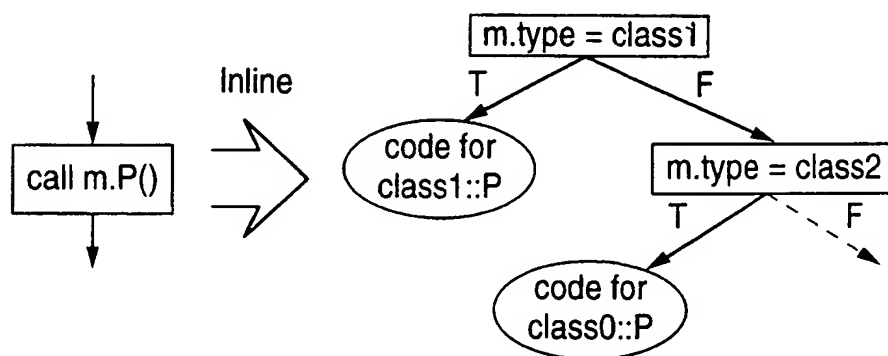 m.type = class1
T
F
Inline
call m.P()
code for
class1::P
m.type = class2
T
F
code for
class0::P